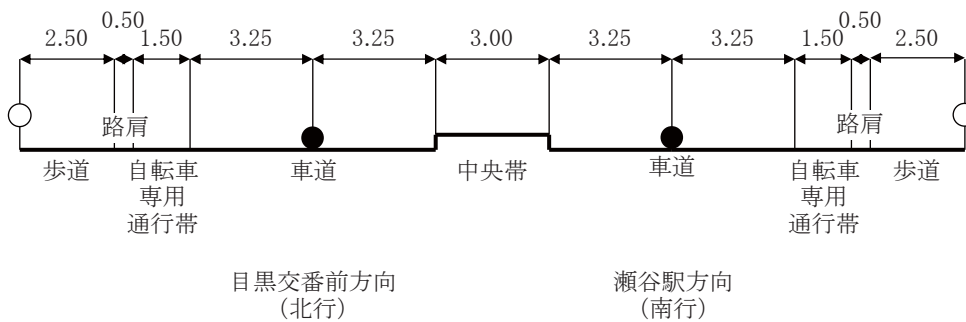 0.50 0.50
2.50 1.50 3.25 3.25 3.00 3.25 3.25 1.50 2.50
路肩 路肩
歩道 自転車専用通行帯 車道 中央帯 車道 自転車専用通行帯 歩道
目黒交番前方向 瀬谷駅方向
(北行) (南行)